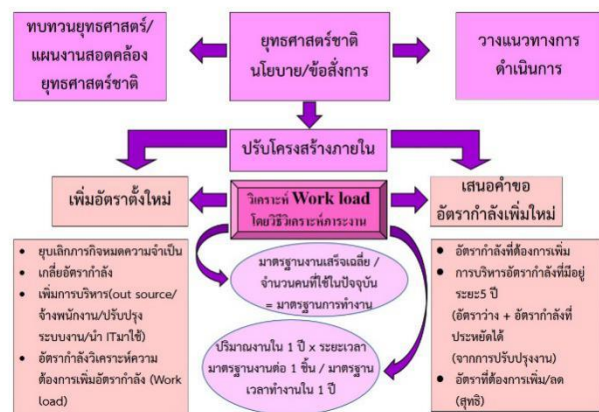 ทบทวนยุทธศาสตร์/
แผนงานสอดคล้อง
ยุทธศาสตร์ชาติ
ยุทธศาสตร์ชาติ
นโยบาย/ข้อสั่งการ
วางแนวทางการ
ดำเนินการ
ปรับโครงสร้างภายใน
เพิ่มอัตราตั้งใหม่
วิเคราะห์ Work load
โดยวิธีวิเคราะห์ภาระงาน
เสนอคำขอ
อัตรากำลังเพิ่มใหม่
• ยุบเลิกภารกิจหมดความจำเป็น
• เกลี่ยอัตรากำลัง
• เพิ่มการบริหาร(out source/
จ้างพนักงาน/ปรับปรุง
ระบบงาน/นำ ITมาใช้)
• อัตรากำลังวิเคราะห์ความ
ต้องการเพิ่มอัตรากำลัง (Work
load)
มาตรฐานงานเสร็จเฉลี่ย /
จำนวนคนที่ใช้ในปัจจุบัน
= มาตรฐานการทำงาน
ปริมาณงานใน 1 ปี x ระยะเวลา
มาตรฐานงานต่อ 1 ชิ้น / มาตรฐาน
เวลาทำงานใน 1 ปี
• อัตรากำลังที่ต้องการเพิ่ม
• การบริหารอัตรากำลังที่มีอยู่
ระยะ5 ปี
(อัตราว่าง + อัตรากำลังที่
ประหยัดได้
(จากการปรับปรุงงาน)
• อัตราที่ต้องการเพิ่ม/ลด
(สุทธิ)